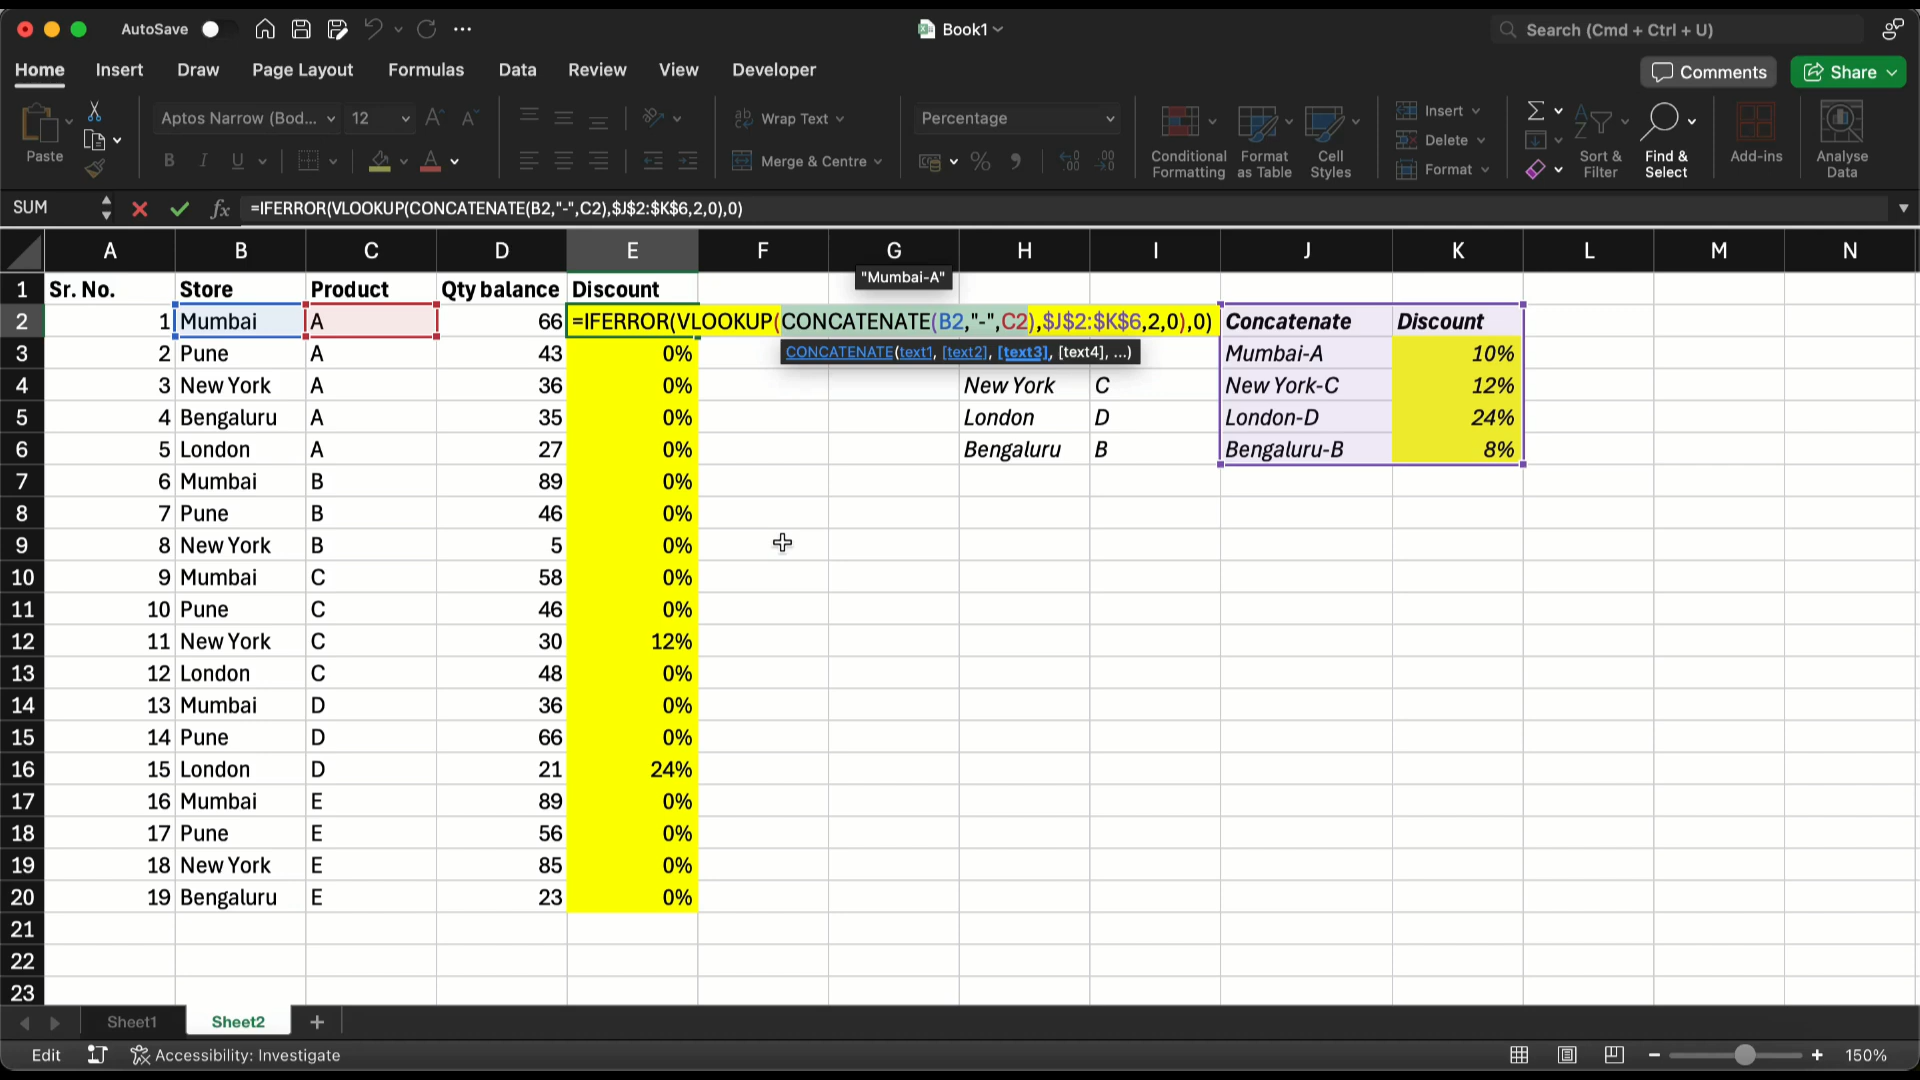 AutoSave
Book1
Search (Cmd + Ctrl + U)
Home Insert Draw Page Layout Formulas Data Review View Developer
Comments Share
Paste
Aptos Narrow (Bod... 12
B I U
Wrap Text
Merge & Centre
Percentage
Conditional Formatting
Format as Table
Cell Styles
Insert
Delete
Format
Sort & Filter
Find & Select
Add-ins
Analyse Data
SUM fx =IFERROR(VLOOKUP(CONCATENATE(B2,"-",C2),$J$2:$K$6,2,0),0)
A B C D E F G H I J K L M N
"Mumbai-A"
1 Sr. No. Store Product Qty balance Discount
2 1 Mumbai A 66 =IFERROR(VLOOKUP(CONCATENATE(B2,"-",C2),$J$2:$K$6,2,0),0) Concatenate Discount
CONCATENATE(text1, [text2], [text3], [text4], ...)
3 2 Pune A 43 0% Mumbai-A 10%
4 3 New York A 36 0% New York C New York-C 12%
5 4 Bengaluru A 35 0% London D London-D 24%
6 5 London A 27 0% Bengaluru B Bengaluru-B 8%
7 6 Mumbai B 89 0%
8 7 Pune B 46 0%
9 8 New York B 5 0%
10 9 Mumbai C 58 0%
11 10 Pune C 46 0%
12 11 New York C 30 12%
13 12 London C 48 0%
14 13 Mumbai D 36 0%
15 14 Pune D 66 0%
16 15 London D 21 24%
17 16 Mumbai E 89 0%
18 17 Pune E 56 0%
19 18 New York E 85 0%
20 19 Bengaluru E 23 0%
21
22
23
Sheet1 Sheet2 +
Edit Accessibility: Investigate 150%